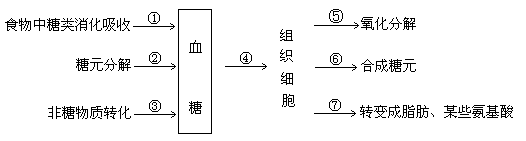 食物中糖类消化吸收 ①
糖元分解 ②
非糖物质转化 ③
血糖
④
组织细胞
⑤ 氧化分解
⑥ 合成糖元
⑦ 转变成脂肪、某些氨基酸